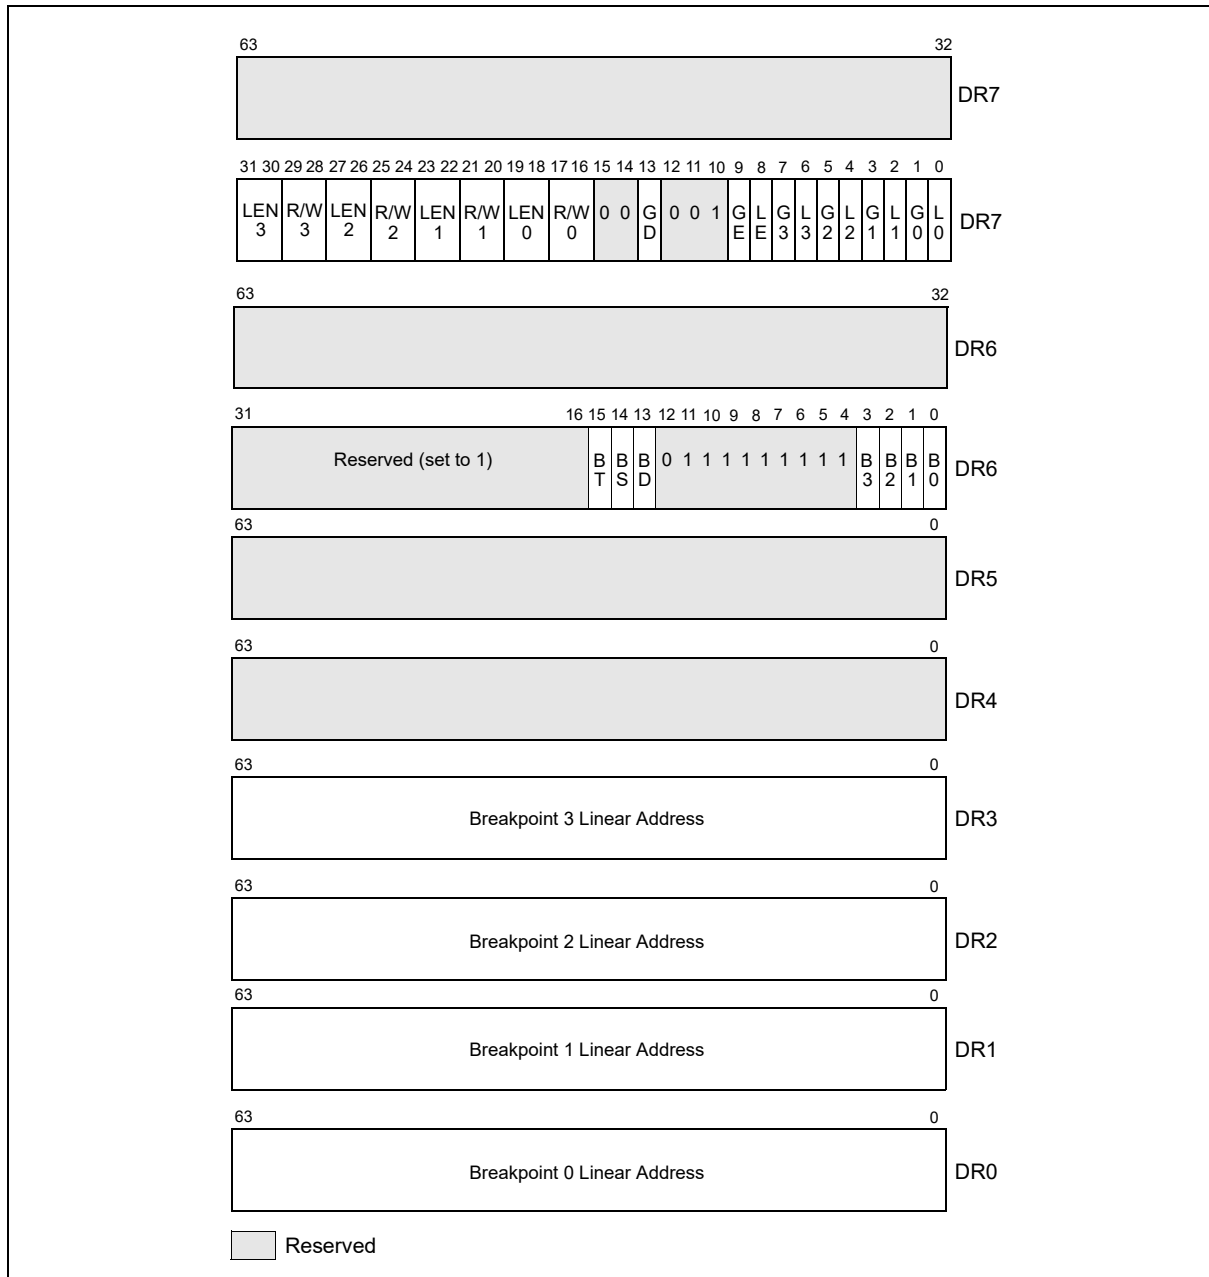 63 32
DR7
31 30 29 28 27 26 25 24 23 22 21 20 19 18 17 16 15 14 13 12 11 10 9 8 7 6 5 4 3 2 1 0
LEN 3 R/W 3 LEN 2 R/W 2 LEN 1 R/W 1 LEN 0 R/W 0 0 0 G D 0 0 1 G E L E G 3 L 3 G 2 L 2 G 1 L 1 G 0 L 0 DR7
63 32
DR6
31 16 15 14 13 12 11 10 9 8 7 6 5 4 3 2 1 0
Reserved (set to 1) B T B S B D 0 1 1 1 1 1 1 1 1 B 3 B 2 B 1 B 0 DR6
63 0
DR5
63 0
DR4
63 0
Breakpoint 3 Linear Address DR3
63 0
Breakpoint 2 Linear Address DR2
63 0
Breakpoint 1 Linear Address DR1
63 0
Breakpoint 0 Linear Address DR0
Reserved